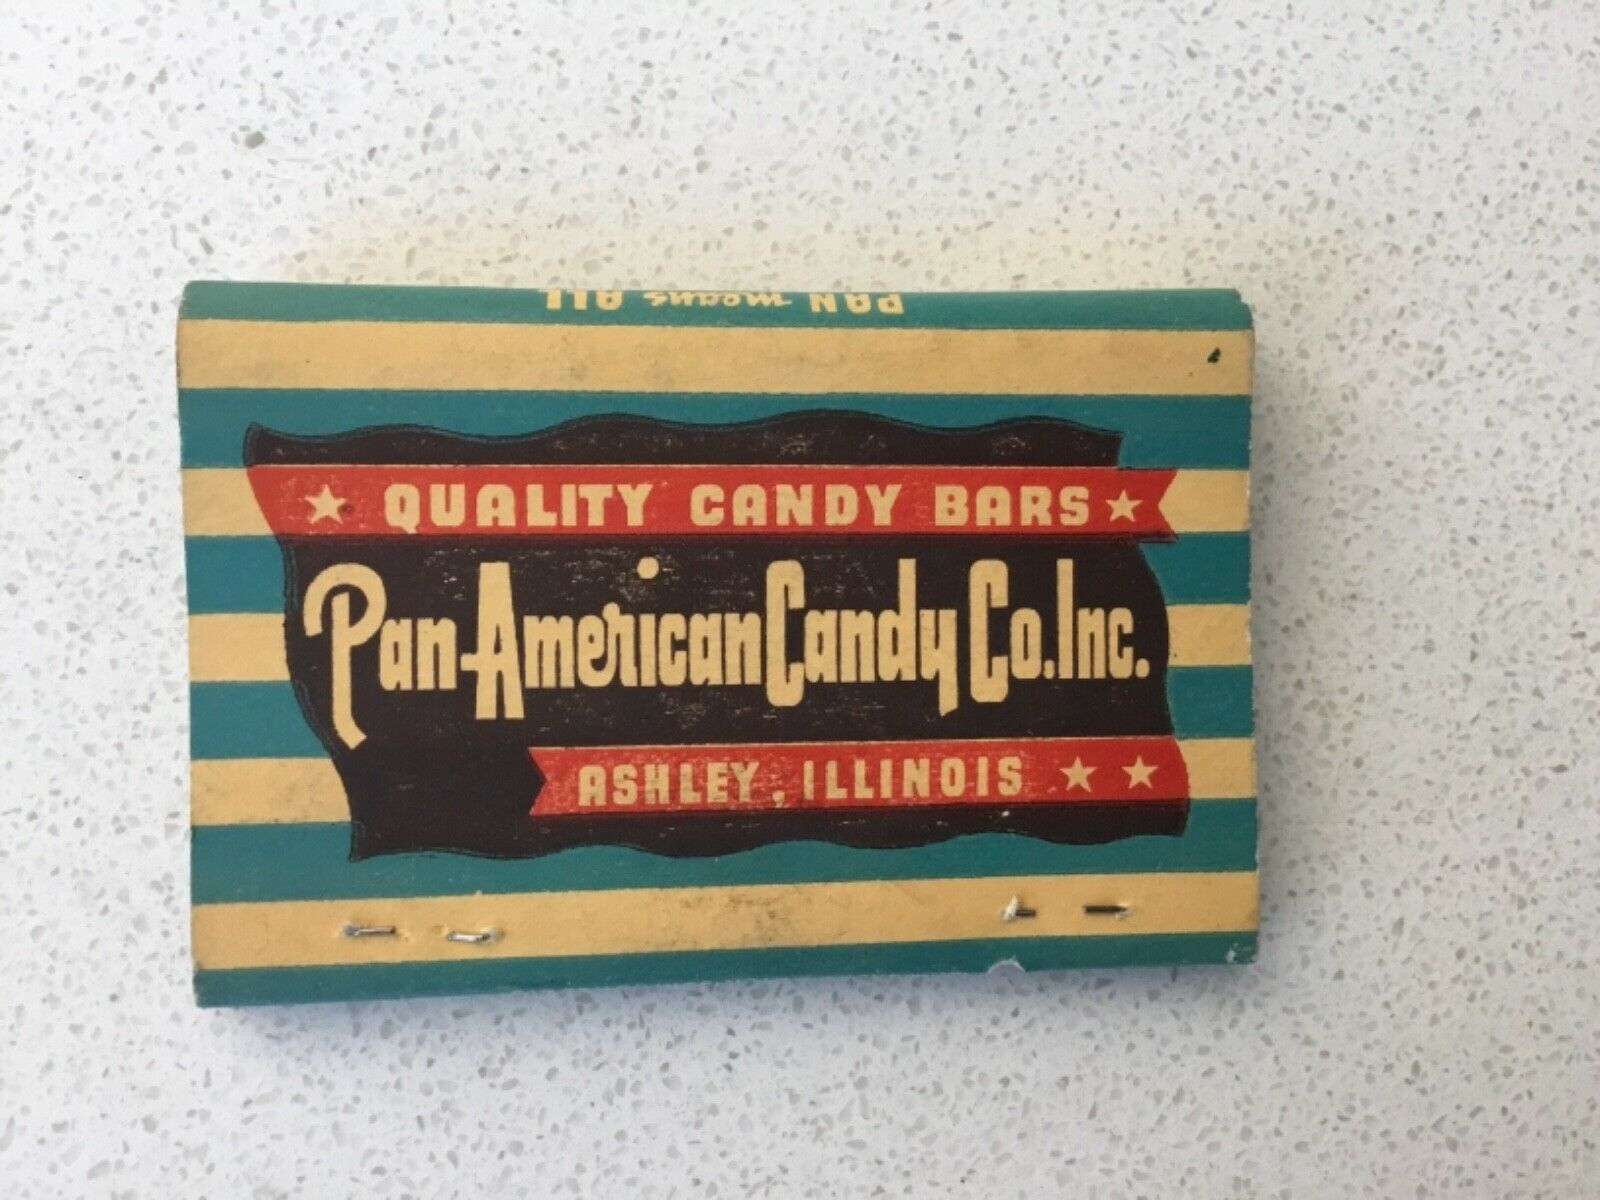 PAN means ALL
QUALITY CANDY BARS
Pan-American Candy Co. Inc.
ASHLEY, ILLINOIS